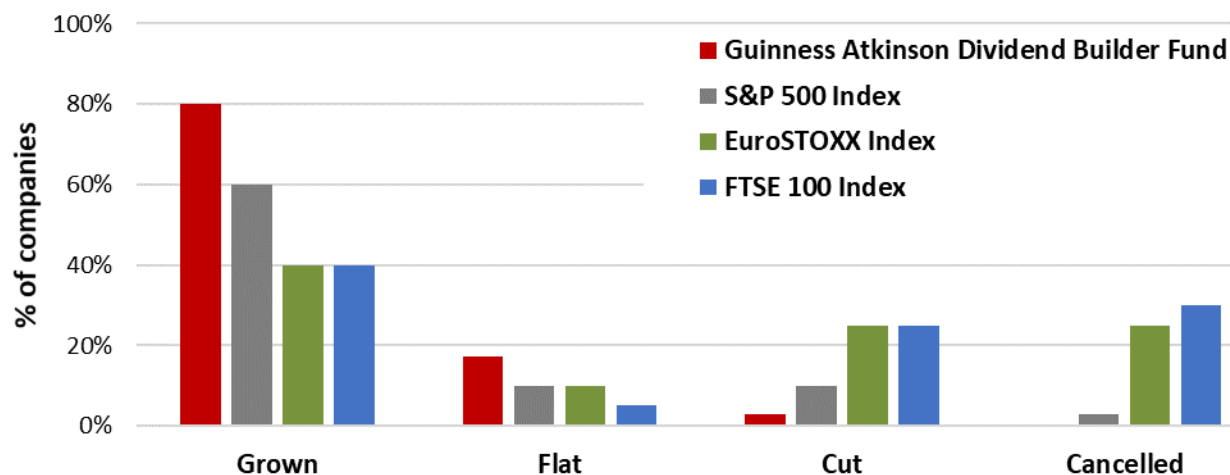 100%
80%
60%
40%
20%
0%
% of companies
Guinness Atkinson Dividend Builder Fund
S&P 500 Index
EuroSTOXX Index
FTSE 100 Index
Grown
Flat
Cut
Cancelled